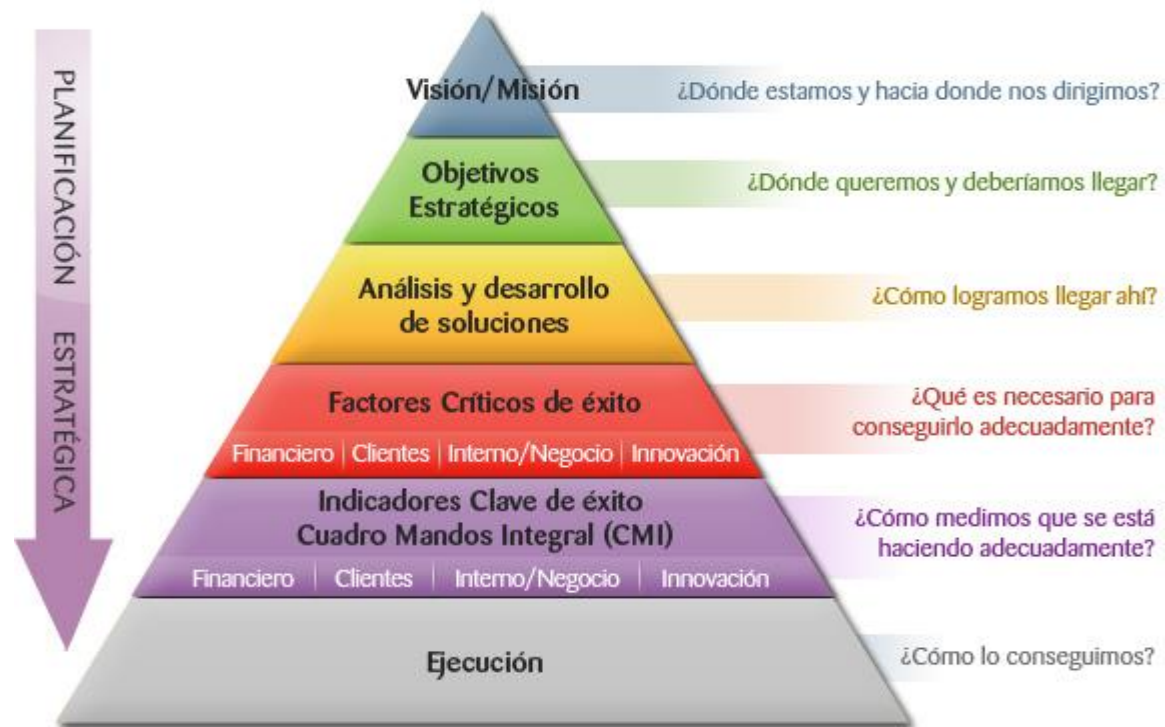 PLANIFICACIÓN ESTRATÉGICA
Visión/Misión
¿Dónde estamos y hacia donde nos dirigimos?
Objetivos
Estratégicos
¿Dónde queremos y deberíamos llegar?
Análisis y desarrollo
de soluciones
¿Cómo logramos llegar ahí?
Factores Críticos de éxito
Financiero | Clientes | Interno/Negocio | Innovación
¿Qué es necesario para
conseguirlo adecuadamente?
Indicadores Clave de éxito
Cuadro Mandos Integral (CMI)
Financiero | Clientes | Interno/Negocio | Innovación
¿Cómo medimos que se está
haciendo adecuadamente?
Ejecución
¿Cómo lo conseguimos?